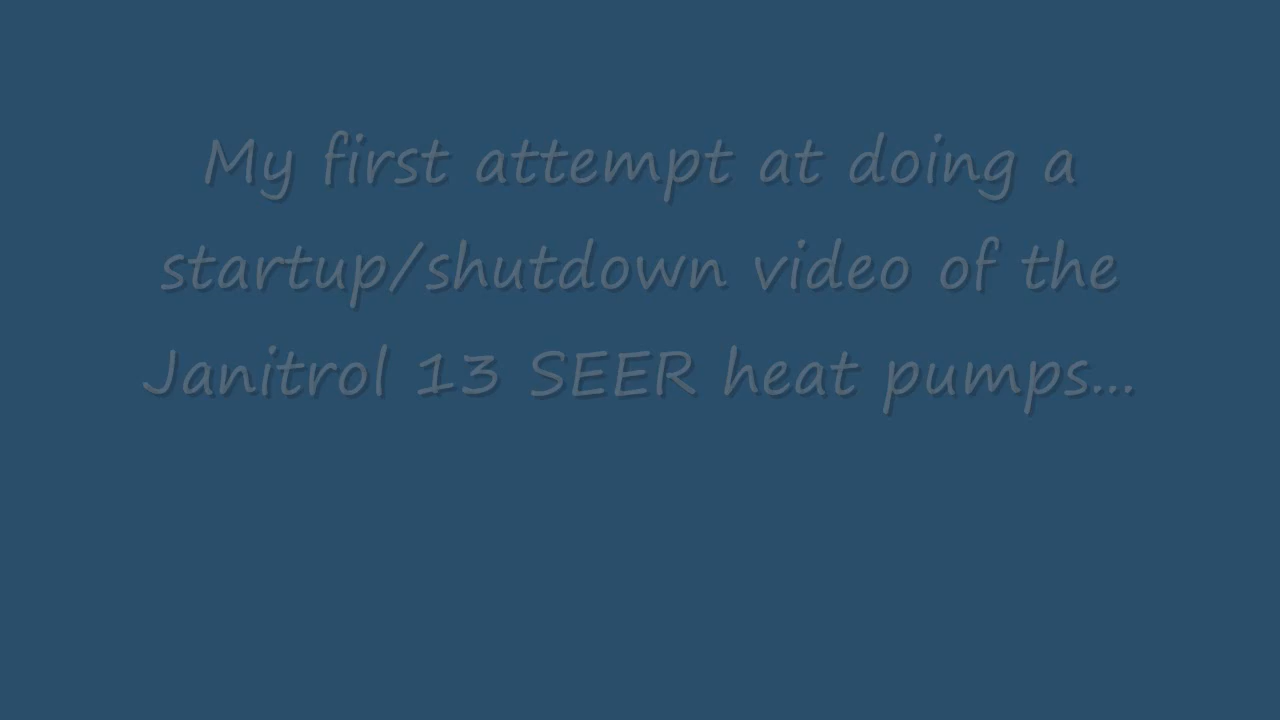 My first attempt at doing a
startup/shutdown video of the
Janitrol 13 SEER heat pumps...